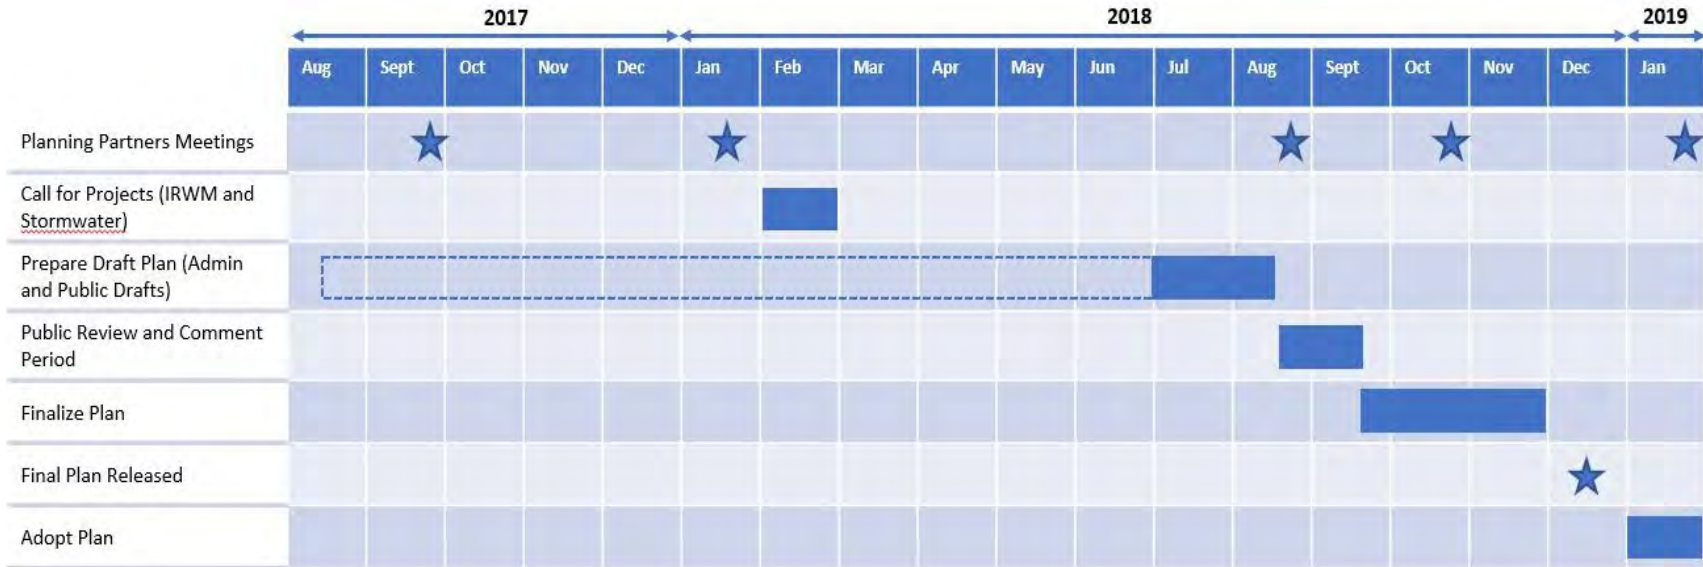 2017 2018 2019
Aug Sept Oct Nov Dec Jan Feb Mar Apr May Jun Jul Aug Sept Oct Nov Dec Jan
Planning Partners Meetings
Call for Projects (IRWM and
Stormwater)
Prepare Draft Plan (Admin
and Public Drafts)
Public Review and Comment
Period
Finalize Plan
Final Plan Released
Adopt Plan